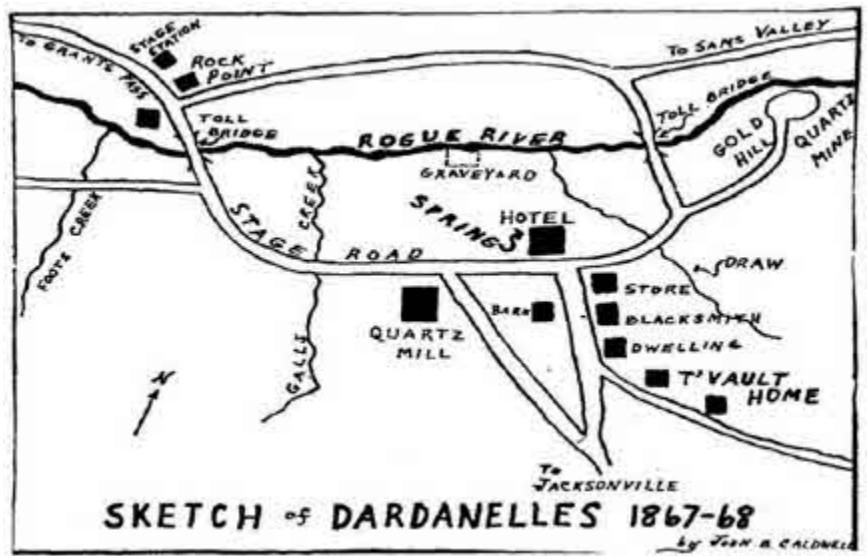 TO GRANTS PASS
STAGE
STATION
ROCK
POINT
TO SAMS VALLEY
TOLL
BRIDGE
ROGUE RIVER
TOLL BRIDGE
GOLD
HILL
QUARTZ
MINE
GRAVEYARD
FOOTS CREEK
GALLS CREEK
STAGE ROAD
SPRINGS
HOTEL
DRAW
STORE
BARN
BLACKSMITH
QUARTZ
MILL
DWELLING
T'VAULT
HOME
N
TO
JACKSONVILLE
SKETCH of DARDANELLES 1867-68
by JOHN B. CALDWELL